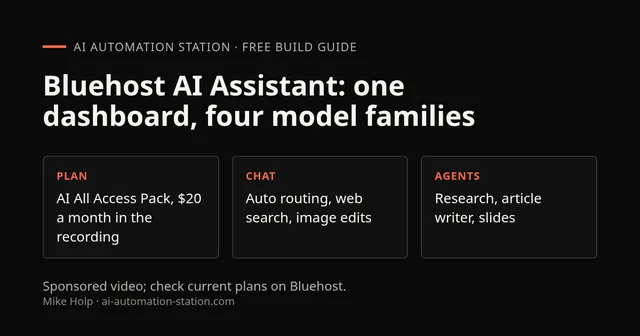 AI AUTOMATION STATION · FREE BUILD GUIDE
Bluehost AI Assistant: one
dashboard, four model families
PLAN
AI All Access Pack, $20
a month in the
recording
CHAT
Auto routing, web
search, image edits
AGENTS
Research, article
writer, slides
Sponsored video; check current plans on Bluehost.
Mike Holp · ai-automation-station.com